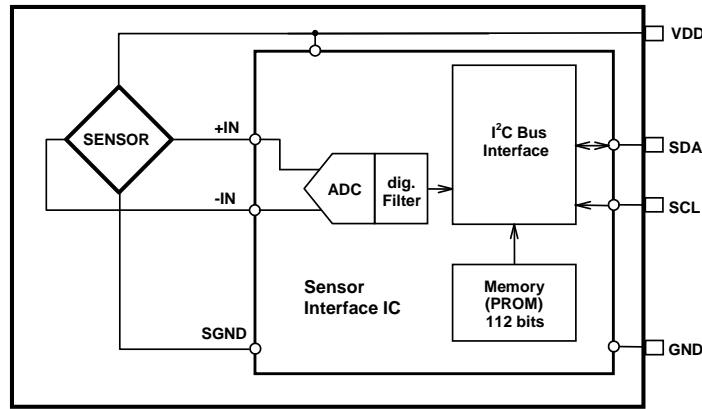 VDD
SENSOR
+IN
-IN
SGND
ADC
dig.
Filter
I²C Bus
Interface
SDA
SCL
Sensor
Interface IC
Memory
(PROM)
112 bits
GND